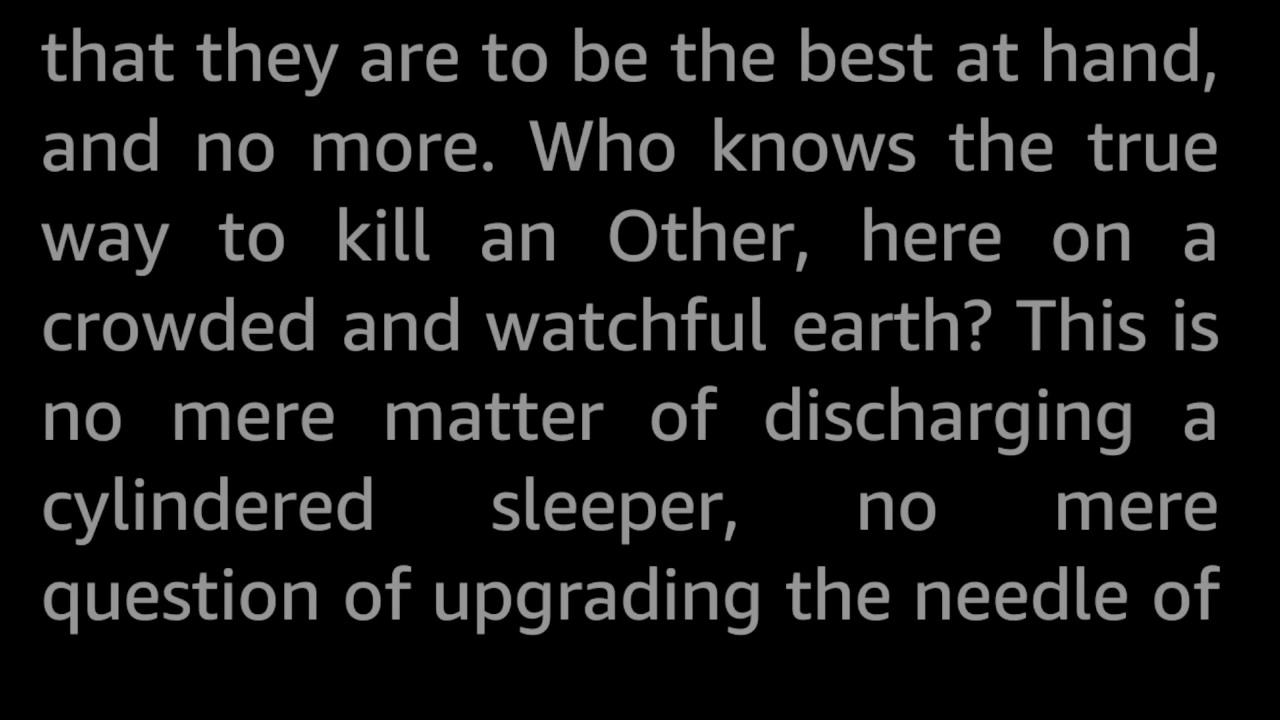 that they are to be the best at hand,
and no more. Who knows the true
way to kill an Other, here on a
crowded and watchful earth? This is
no mere matter of discharging a
cylindered sleeper, no mere
question of upgrading the needle of